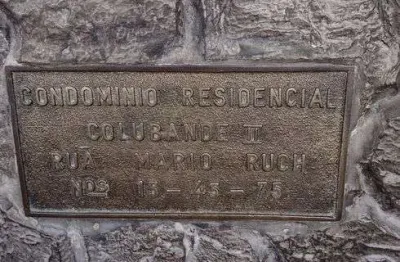 CONDOMINIO RESIDENCIAL
COLUBANDE II
RUA MARIO RUCH
Nos 15-45-75